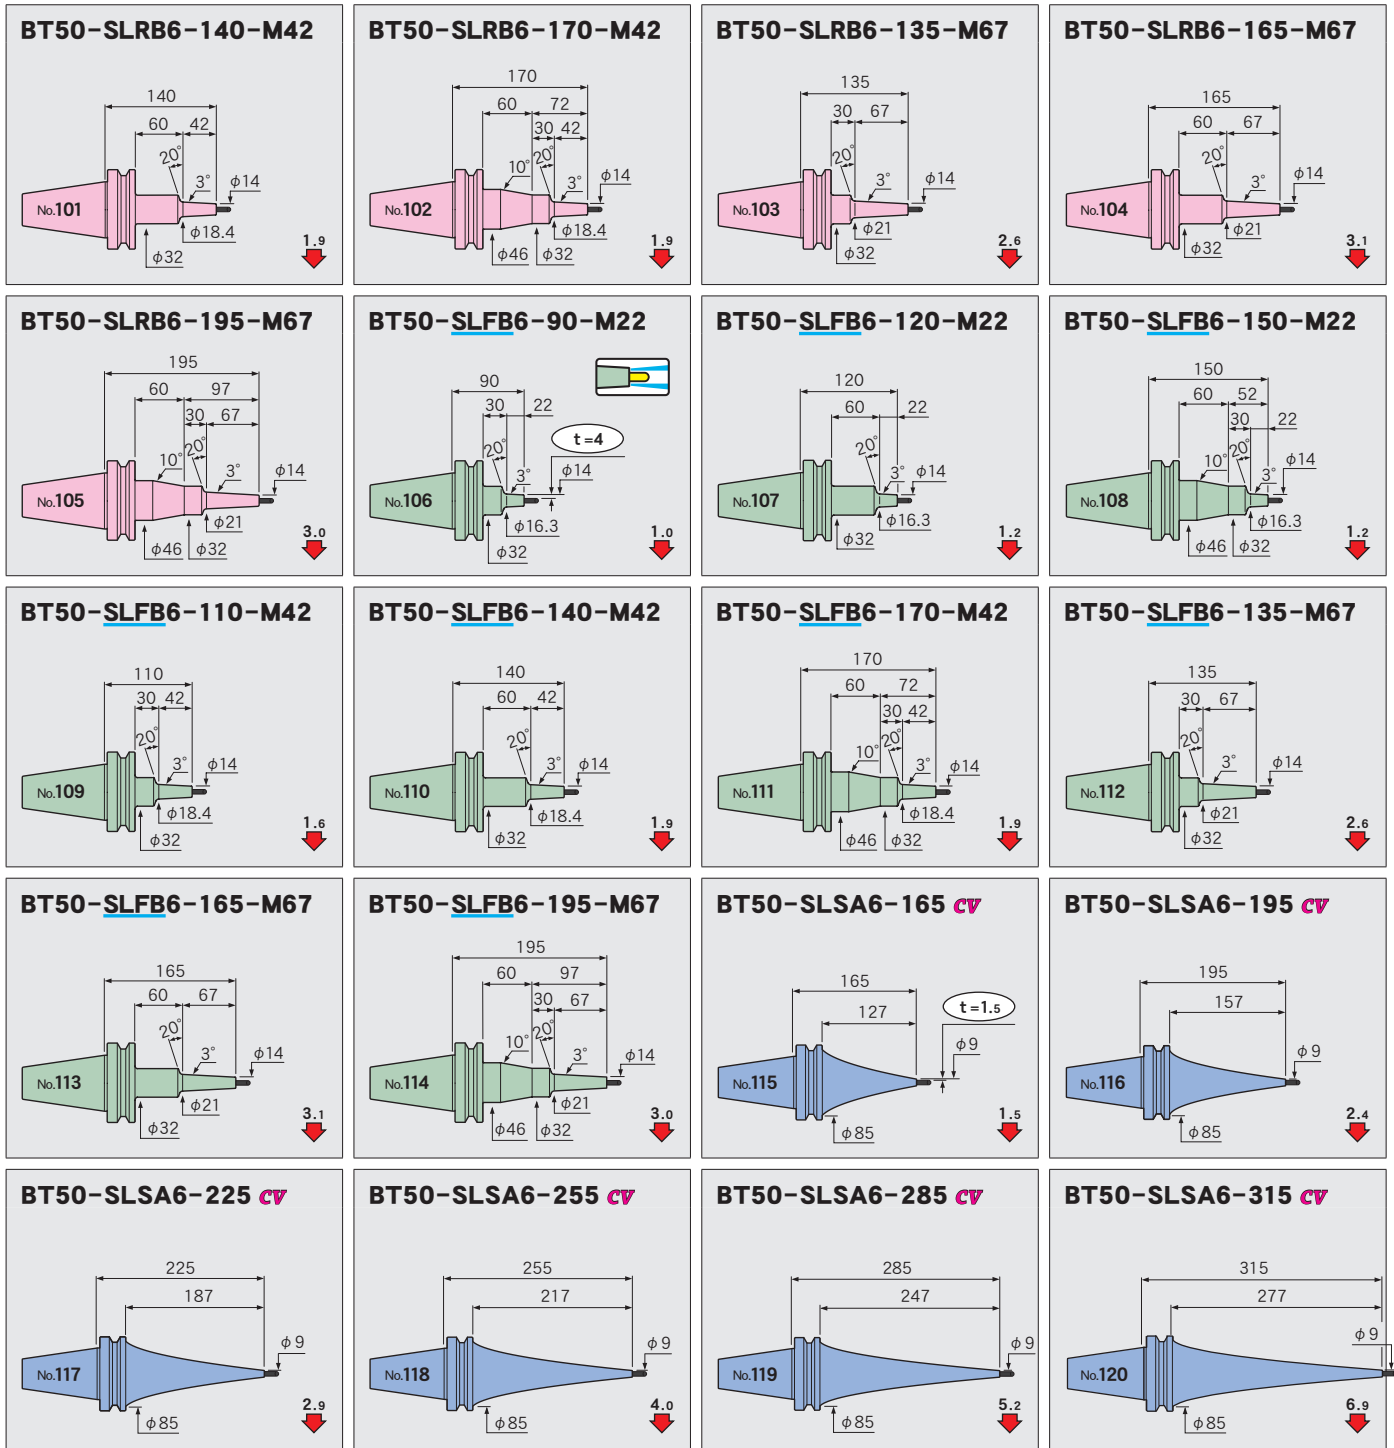 BT50-SLRB6-140-M42
140
60 42
20° 3° φ14
No.101
φ18.4
φ32
1.9
BT50-SLRB6-170-M42
170
60 72
30 42
10° 20° 3° φ14
No.102
φ18.4
φ46 φ32
1.9
BT50-SLRB6-135-M67
135
30 67
20° 3° φ14
No.103
φ21
φ32
2.6
BT50-SLRB6-165-M67
165
60 67
20° 3° φ14
No.104
φ21
φ32
3.1
BT50-SLRB6-195-M67
195
60 97
30 67
10° 20° 3° φ14
No.105
φ21
φ46 φ32
3.0
BT50-SLFB6-90-M22
90
30 22
t=4
20° 3° φ14
No.106
φ16.3
φ32
1.0
BT50-SLFB6-120-M22
120
60 22
20° 3° φ14
No.107
φ16.3
φ32
1.2
BT50-SLFB6-150-M22
150
60 52
30 22
10° 20° 3° φ14
No.108
φ16.3
φ46 φ32
1.2
BT50-SLFB6-110-M42
110
30 42
20° 3° φ14
No.109
φ18.4
φ32
1.6
BT50-SLFB6-140-M42
140
60 42
20° 3° φ14
No.110
φ18.4
φ32
1.9
BT50-SLFB6-170-M42
170
60 72
30 42
10° 20° 3° φ14
No.111
φ18.4
φ46 φ32
1.9
BT50-SLFB6-135-M67
135
30 67
20° 3° φ14
No.112
φ21
φ32
2.6
BT50-SLFB6-165-M67
165
60 67
20° 3° φ14
No.113
φ21
φ32
3.1
BT50-SLFB6-195-M67
195
60 97
30 67
10° 20° 3° φ14
No.114
φ21
φ46 φ32
3.0
BT50-SLSA6-165 CV
165
t=1.5
127
φ9
No.115
φ85
1.5
BT50-SLSA6-195 CV
195
157
φ9
No.116
φ85
2.4
BT50-SLSA6-225 CV
225
187
φ9
No.117
φ85
2.9
BT50-SLSA6-255 CV
255
217
φ9
No.118
φ85
4.0
BT50-SLSA6-285 CV
285
247
φ9
No.119
φ85
5.2
BT50-SLSA6-315 CV
315
277
φ9
No.120
φ85
6.9